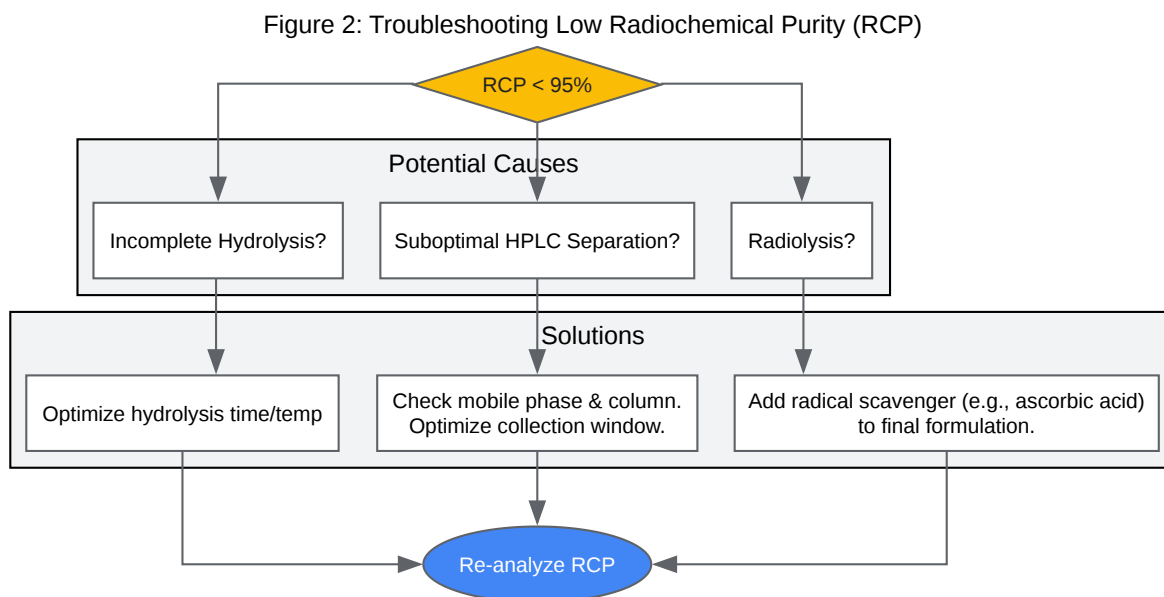 Figure 2: Troubleshooting Low Radiochemical Purity (RCP)
RCP < 95%
Potential Causes
Incomplete Hydrolysis?
Suboptimal HPLC Separation?
Radiolysis?
Solutions
Optimize hydrolysis time/temp
Check mobile phase & column.
Optimize collection window.
Add radical scavenger (e.g., ascorbic acid)
to final formulation.
Re-analyze RCP